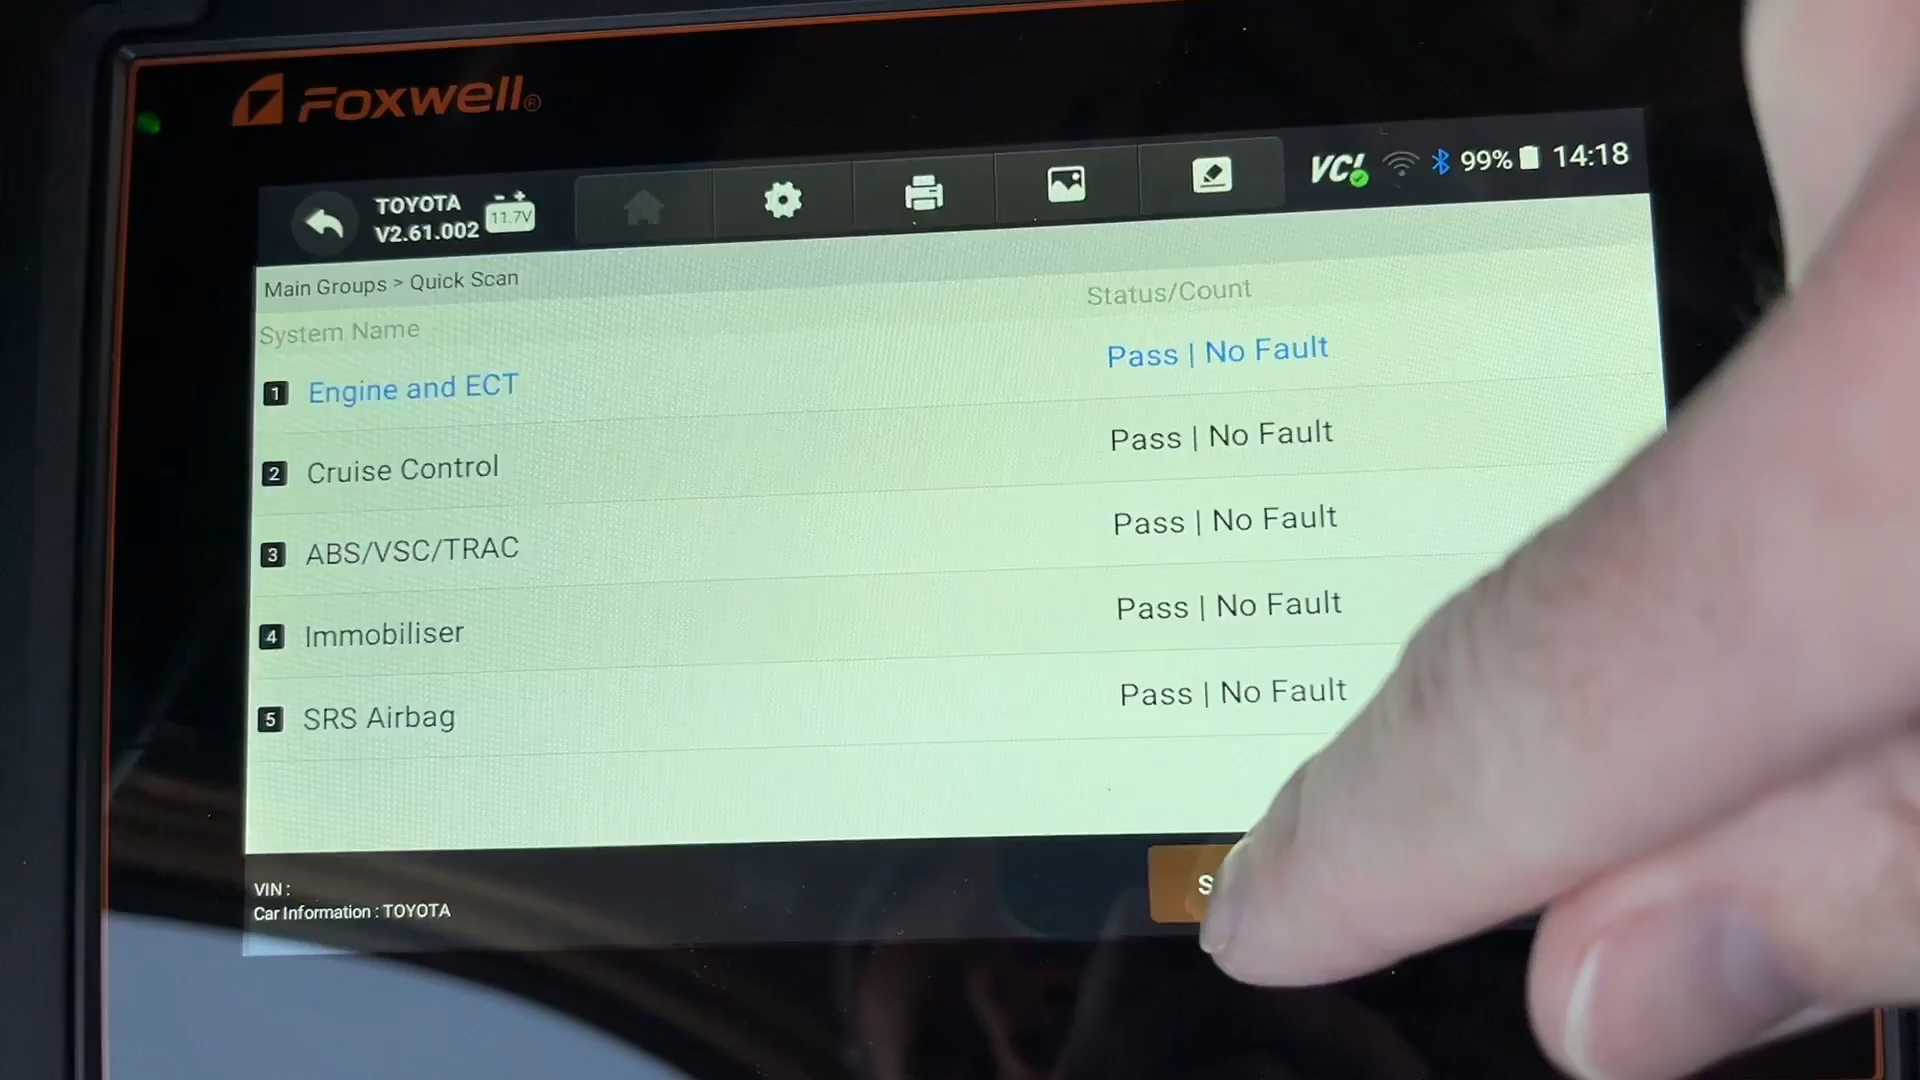 FOXWELL®
TOYOTA
V2.61.002
11.7V
VCI
99%
14:18
Main Groups > Quick Scan
System Name
Status/Count
1 Engine and ECT
Pass | No Fault
2 Cruise Control
Pass | No Fault
3 ABS/VSC/TRAC
Pass | No Fault
4 Immobiliser
Pass | No Fault
5 SRS Airbag
Pass | No Fault
VIN :
Car Information : TOYOTA